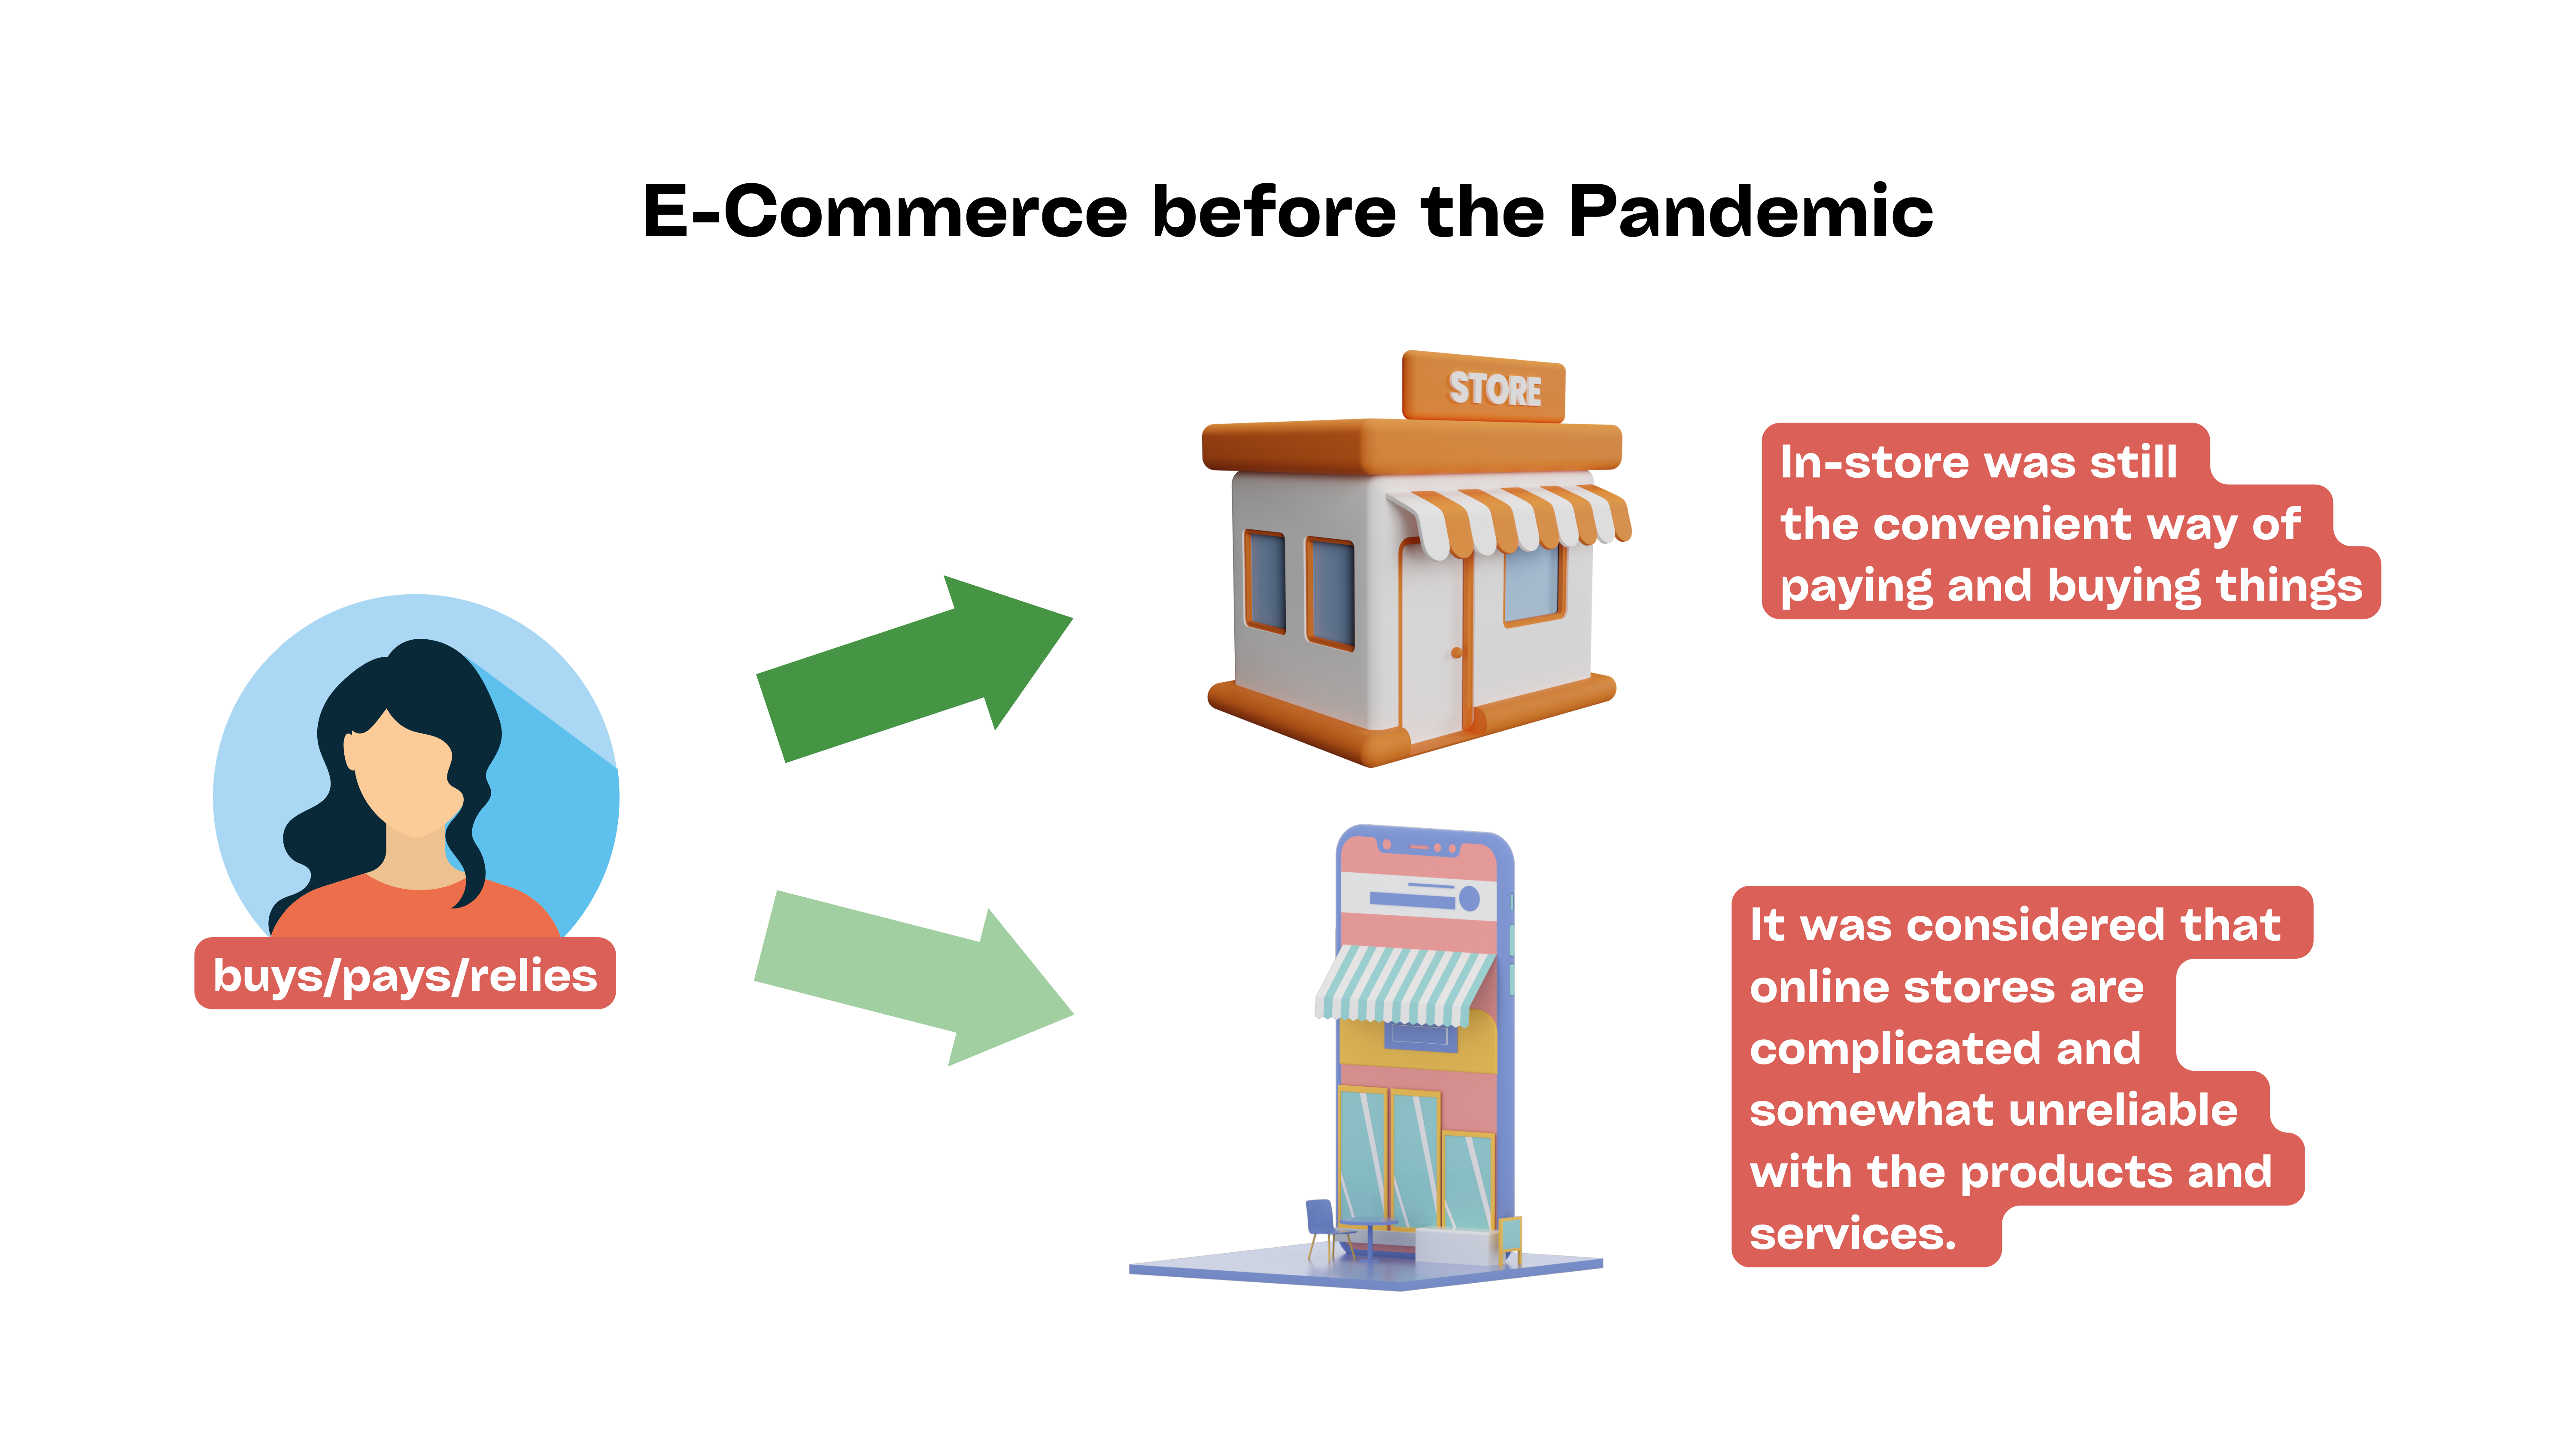 E-Commerce before the Pandemic
STORE
In-store was still
the convenient way of
paying and buying things
buys/pays/relies
It was considered that
online stores are
complicated and
somewhat unreliable
with the products and
services.